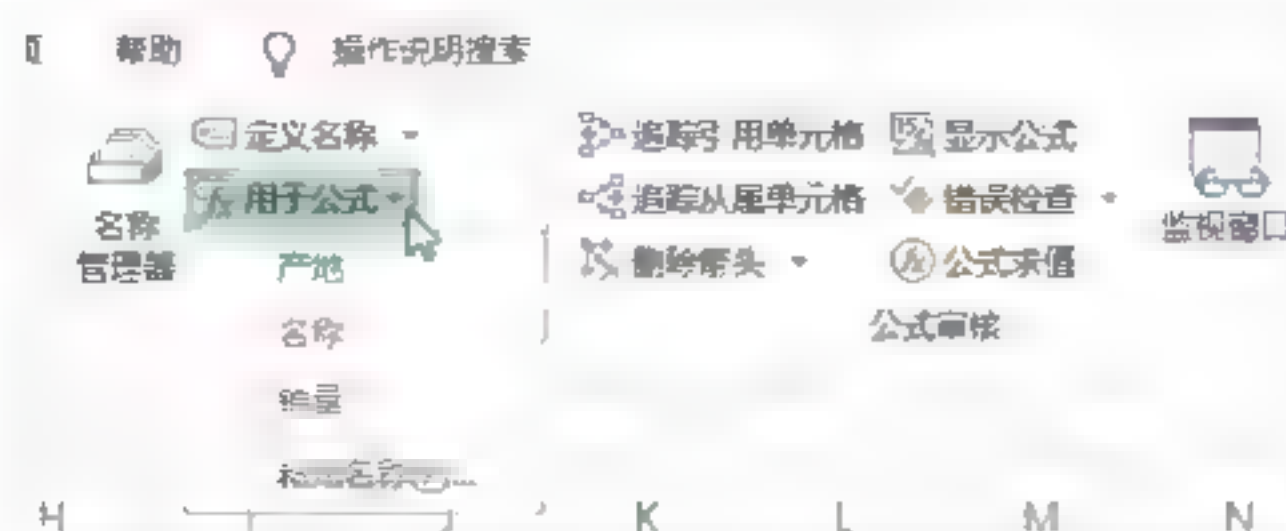 帮助 操作说明搜索
定义名称 追踪引用单元格 显示公式
用于公式 追踪从属单元格 错误检查
名称 监视窗口
管理器 产地 删除箭头 公式求值
名称 公式审核
销量
H K L M N